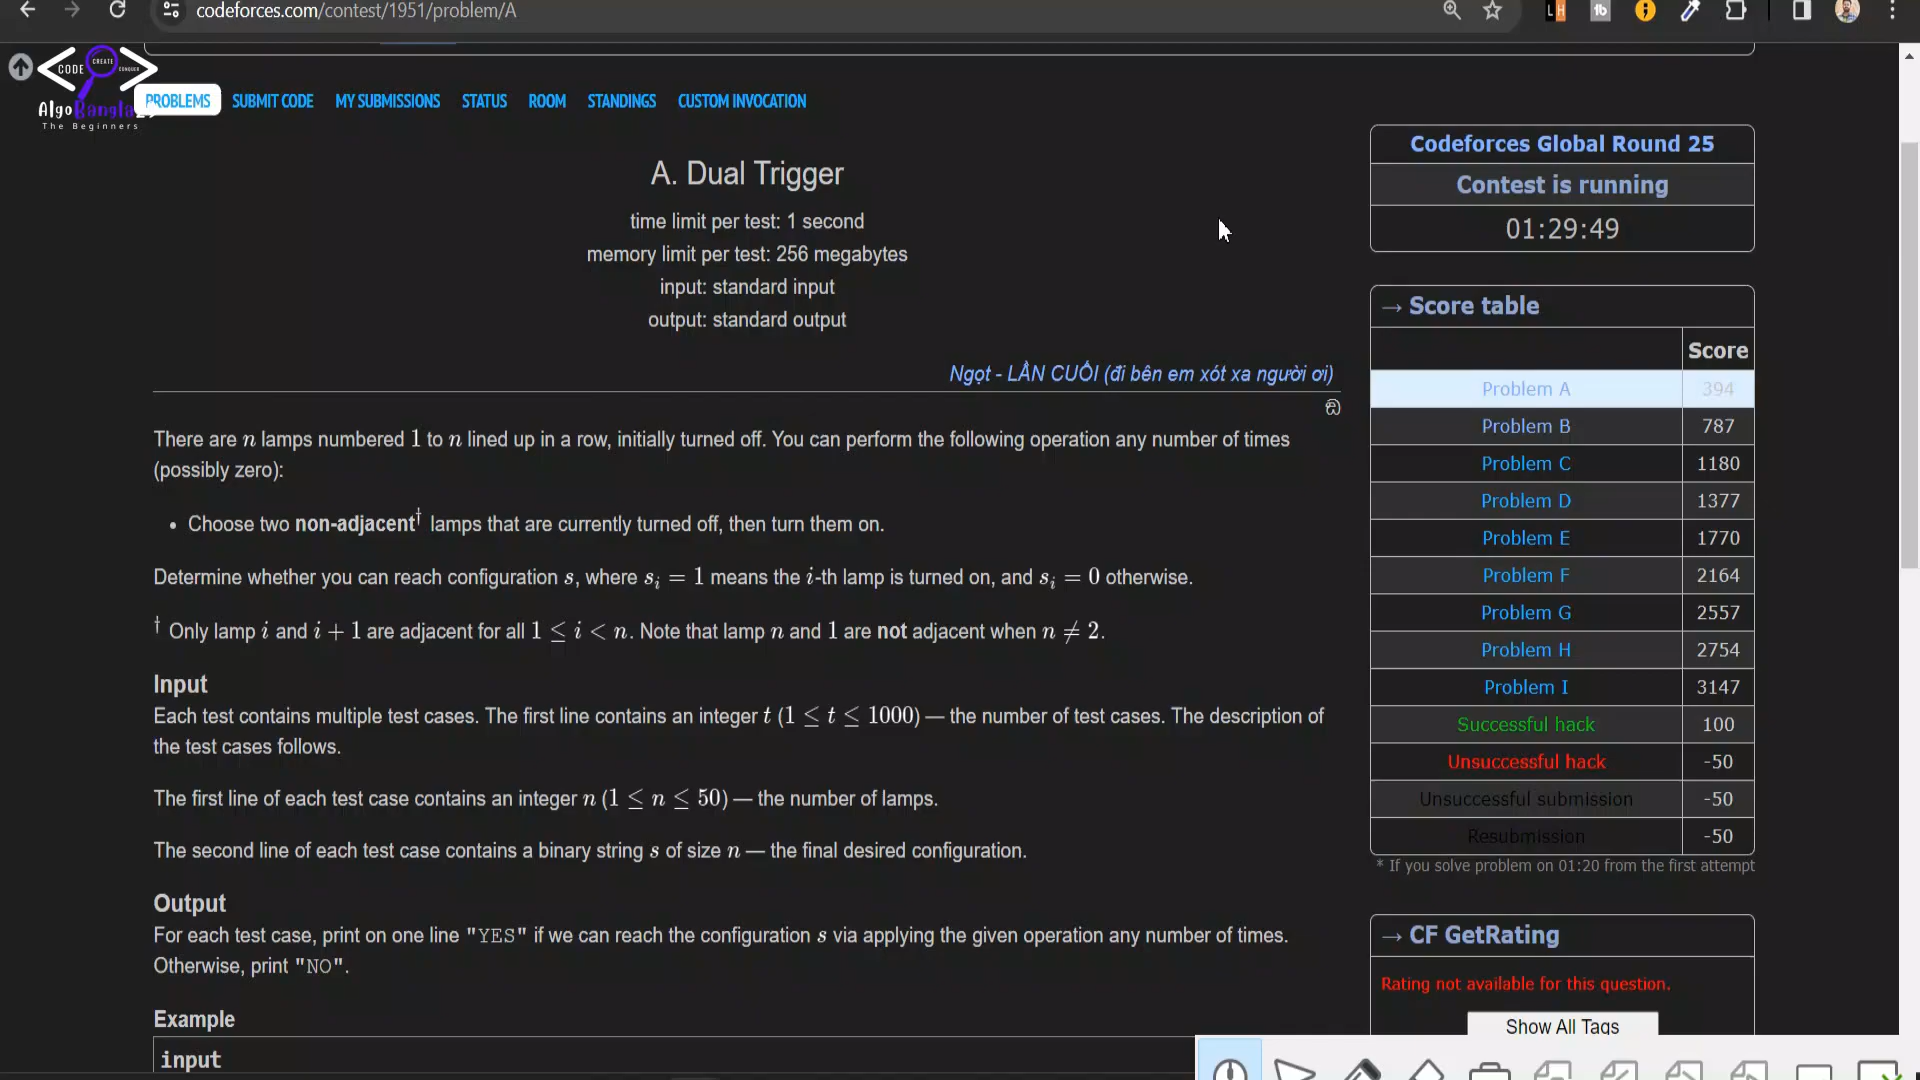 codeforces.com/contest/1951/problem/A
CODE CREATE CONQUER
AlgoBangla
The Beginners
PROBLEMS SUBMIT CODE MY SUBMISSIONS STATUS ROOM STANDINGS CUSTOM INVOCATION
A. Dual Trigger
time limit per test: 1 second
memory limit per test: 256 megabytes
input: standard input
output: standard output
Ngọt - LẦN CUỐI (đi bên em xót xa người ơi)
ඞ
There are n lamps numbered 1 to n lined up in a row, initially turned off. You can perform the following operation any number of times
(possibly zero):
• Choose two non-adjacent† lamps that are currently turned off, then turn them on.
Determine whether you can reach configuration s, where sᵢ = 1 means the i-th lamp is turned on, and sᵢ = 0 otherwise.
† Only lamp i and i + 1 are adjacent for all 1 ≤ i < n. Note that lamp n and 1 are not adjacent when n ≠ 2.
Input
Each test contains multiple test cases. The first line contains an integer t (1 ≤ t ≤ 1000) — the number of test cases. The description of
the test cases follows.
The first line of each test case contains an integer n (1 ≤ n ≤ 50) — the number of lamps.
The second line of each test case contains a binary string s of size n — the final desired configuration.
Output
For each test case, print on one line "YES" if we can reach the configuration s via applying the given operation any number of times.
Otherwise, print "NO".
Example
input
Codeforces Global Round 25
Contest is running
01:29:49
→ Score table
Score
Problem A 394
Problem B 787
Problem C 1180
Problem D 1377
Problem E 1770
Problem F 2164
Problem G 2557
Problem H 2754
Problem I 3147
Successful hack 100
Unsuccessful hack -50
Unsuccessful submission -50
Resubmission -50
* If you solve problem on 01:20 from the first attempt
→ CF GetRating
Rating not available for this question.
Show All Tags